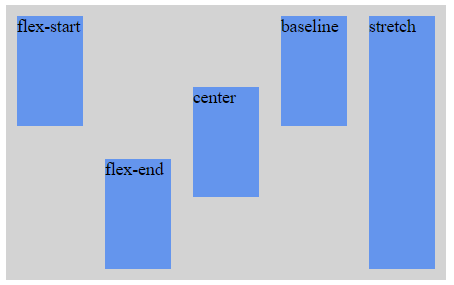 flex-start
flex-end
center
baseline
stretch